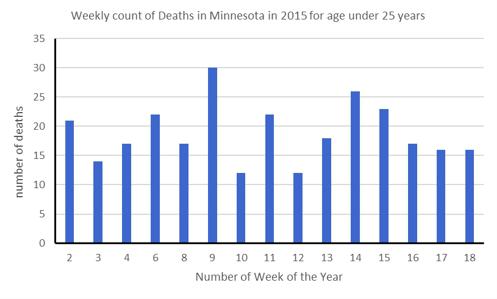 Weekly count of Deaths in Minnesota in 2015 for age under 25 years
35
30
25
20
15
10
5
0
number of deaths
2 3 4 6 8 9 10 11 12 13 14 15 16 17 18
Number of Week of the Year